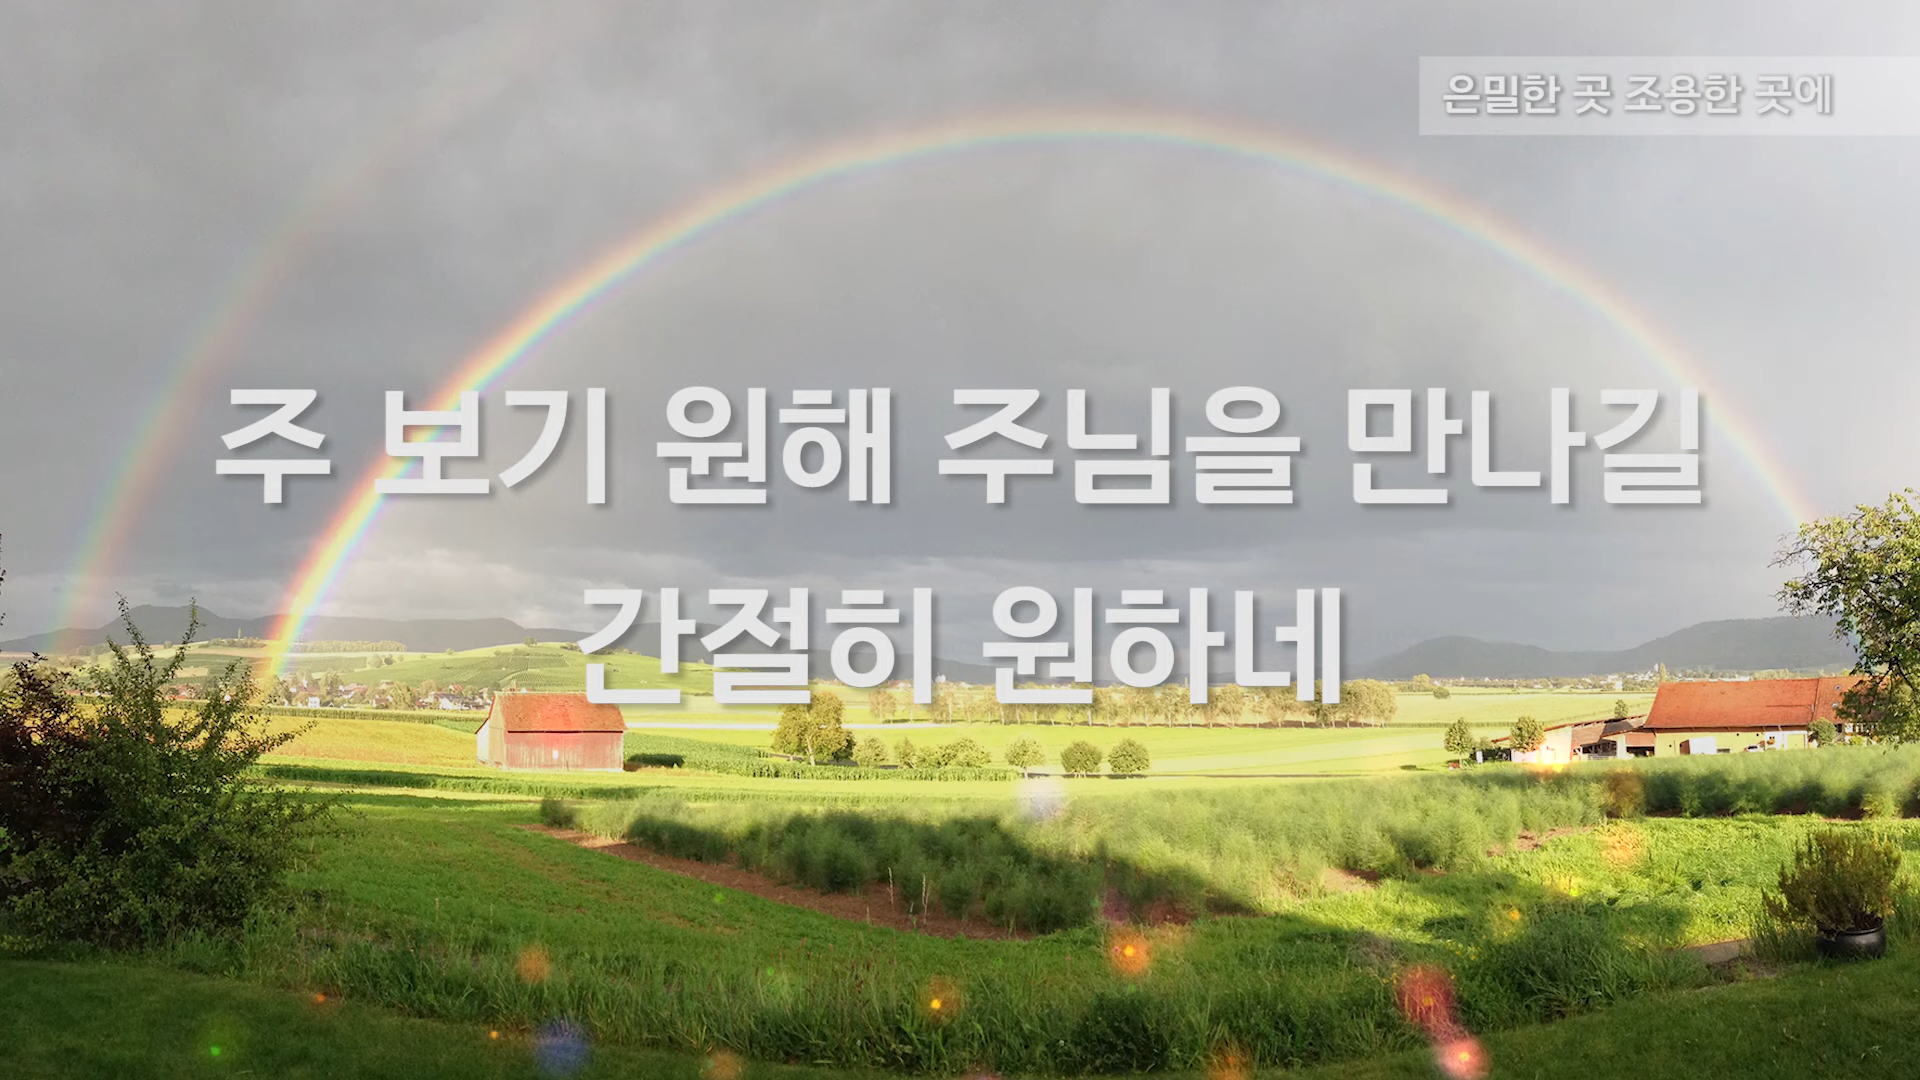 은밀한 곳 조용한 곳에
주 보기 원해 주님을 만나길
간절히 원하네